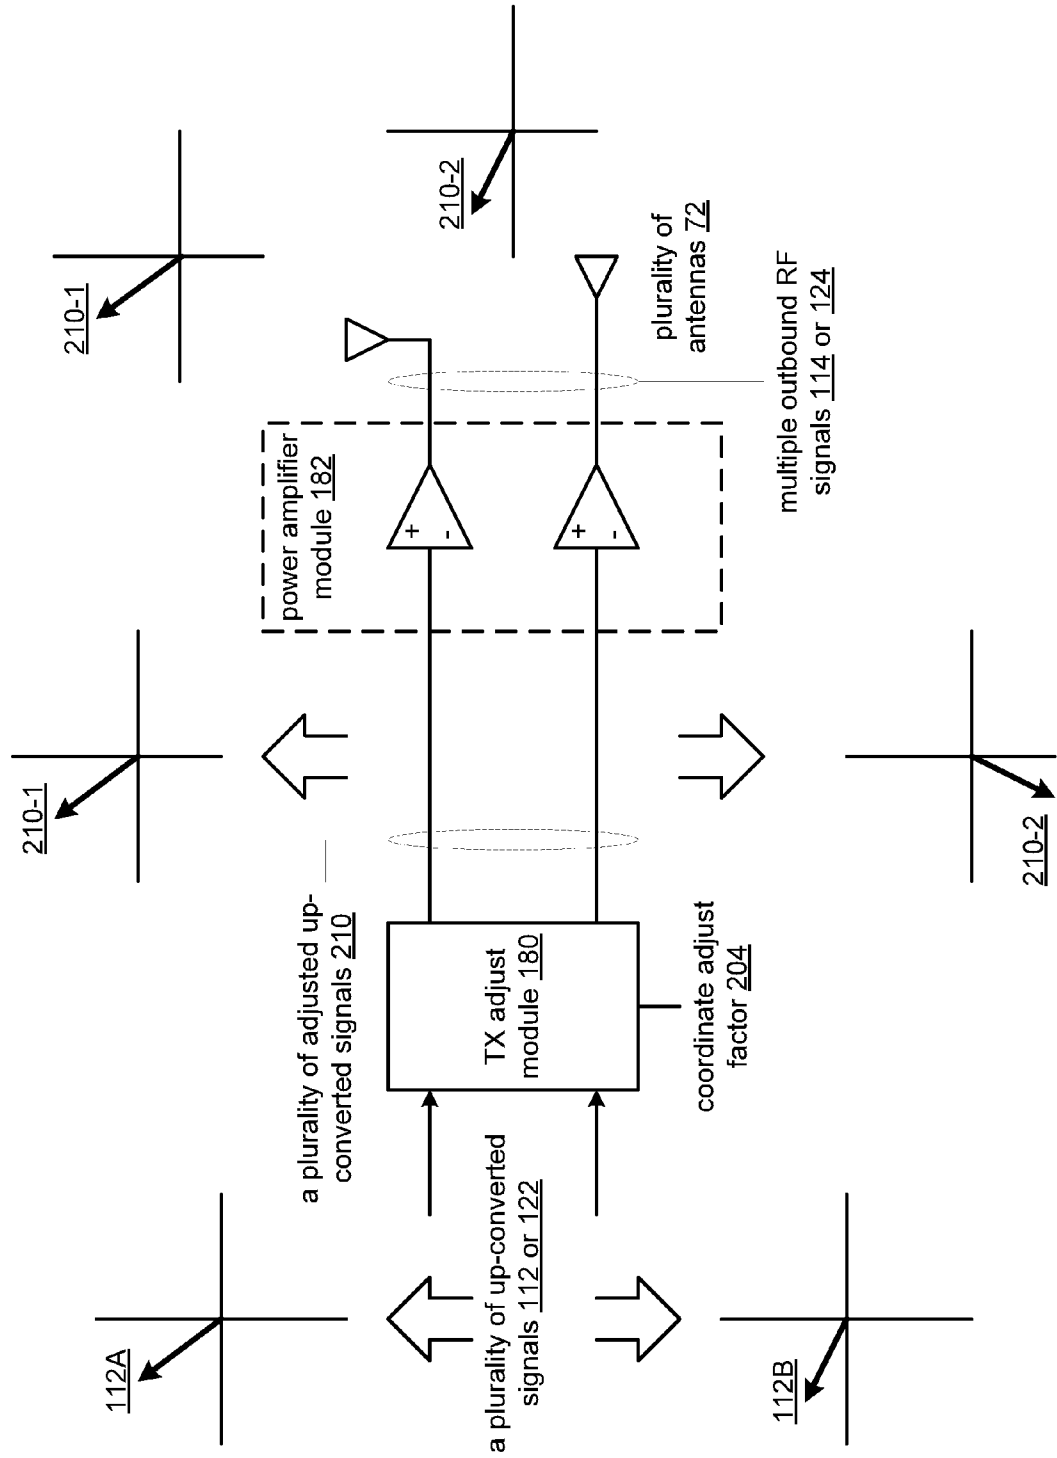 112A
112B
a plurality of up-converted
signals 112 or 122
a plurality of adjusted up-
converted signals 210
TX adjust
module 180
coordinate adjust
factor 204
210-1
210-2
power amplifier
module 182
+
-
+
-
multiple outbound RF
signals 114 or 124
plurality of
antennas 72
210-1
210-2